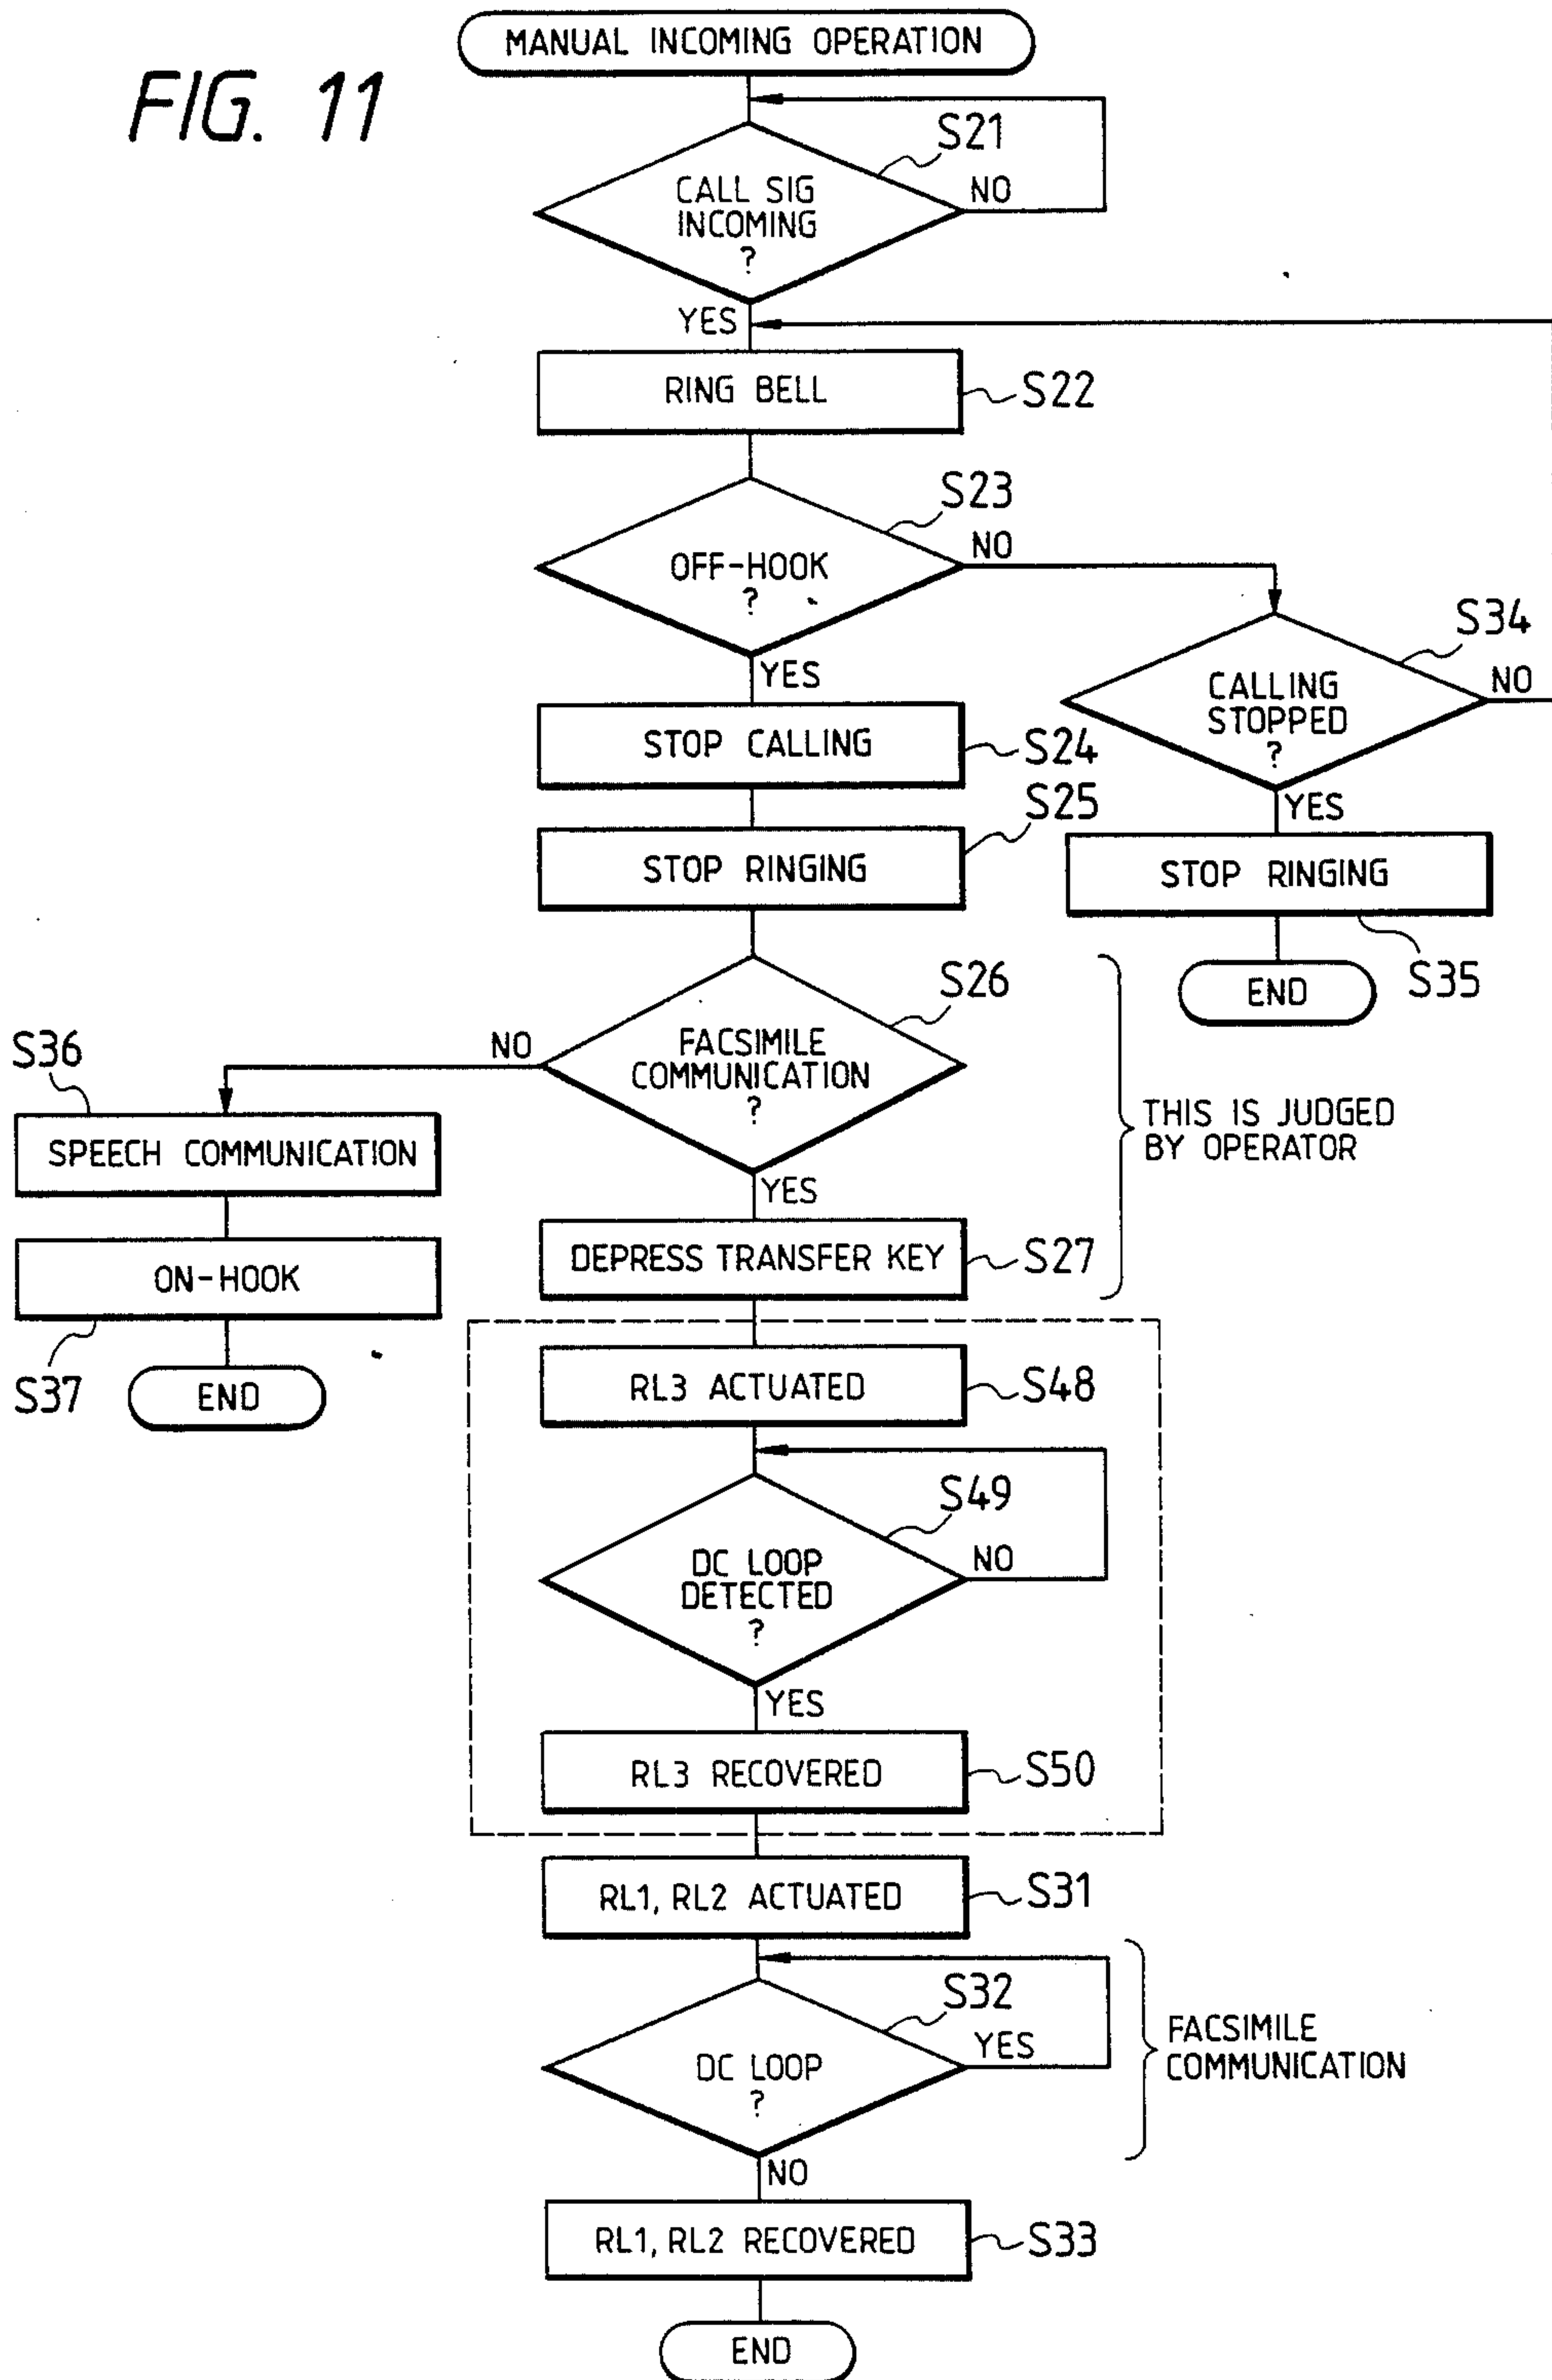 FIG. 11
MANUAL INCOMING OPERATION
S21
CALL SIG
INCOMING
?
NO
YES
RING BELL
S22
S23
OFF-HOOK
?
NO
YES
S34
CALLING
STOPPED
?
NO
YES
STOP CALLING
S24
S25
STOP RINGING
STOP RINGING
S35
END
S26
FACSIMILE
COMMUNICATION
?
NO
YES
THIS IS JUDGED
BY OPERATOR
S36
SPEECH COMMUNICATION
ON-HOOK
S37
END
DEPRESS TRANSFER KEY
S27
RL3 ACTUATED
S48
S49
DC LOOP
DETECTED
?
NO
YES
RL3 RECOVERED
S50
RL1, RL2 ACTUATED
S31
S32
DC LOOP
?
YES
NO
FACSIMILE
COMMUNICATION
RL1, RL2 RECOVERED
S33
END